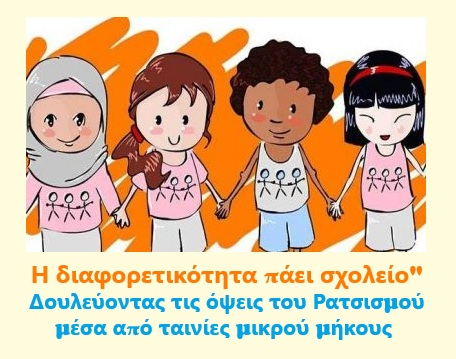 Η διαφορετικότητα πάει σχολείο"
Δουλεύοντας τις όψεις του Ρατσισμού
μέσα από ταινίες μικρού μήκους